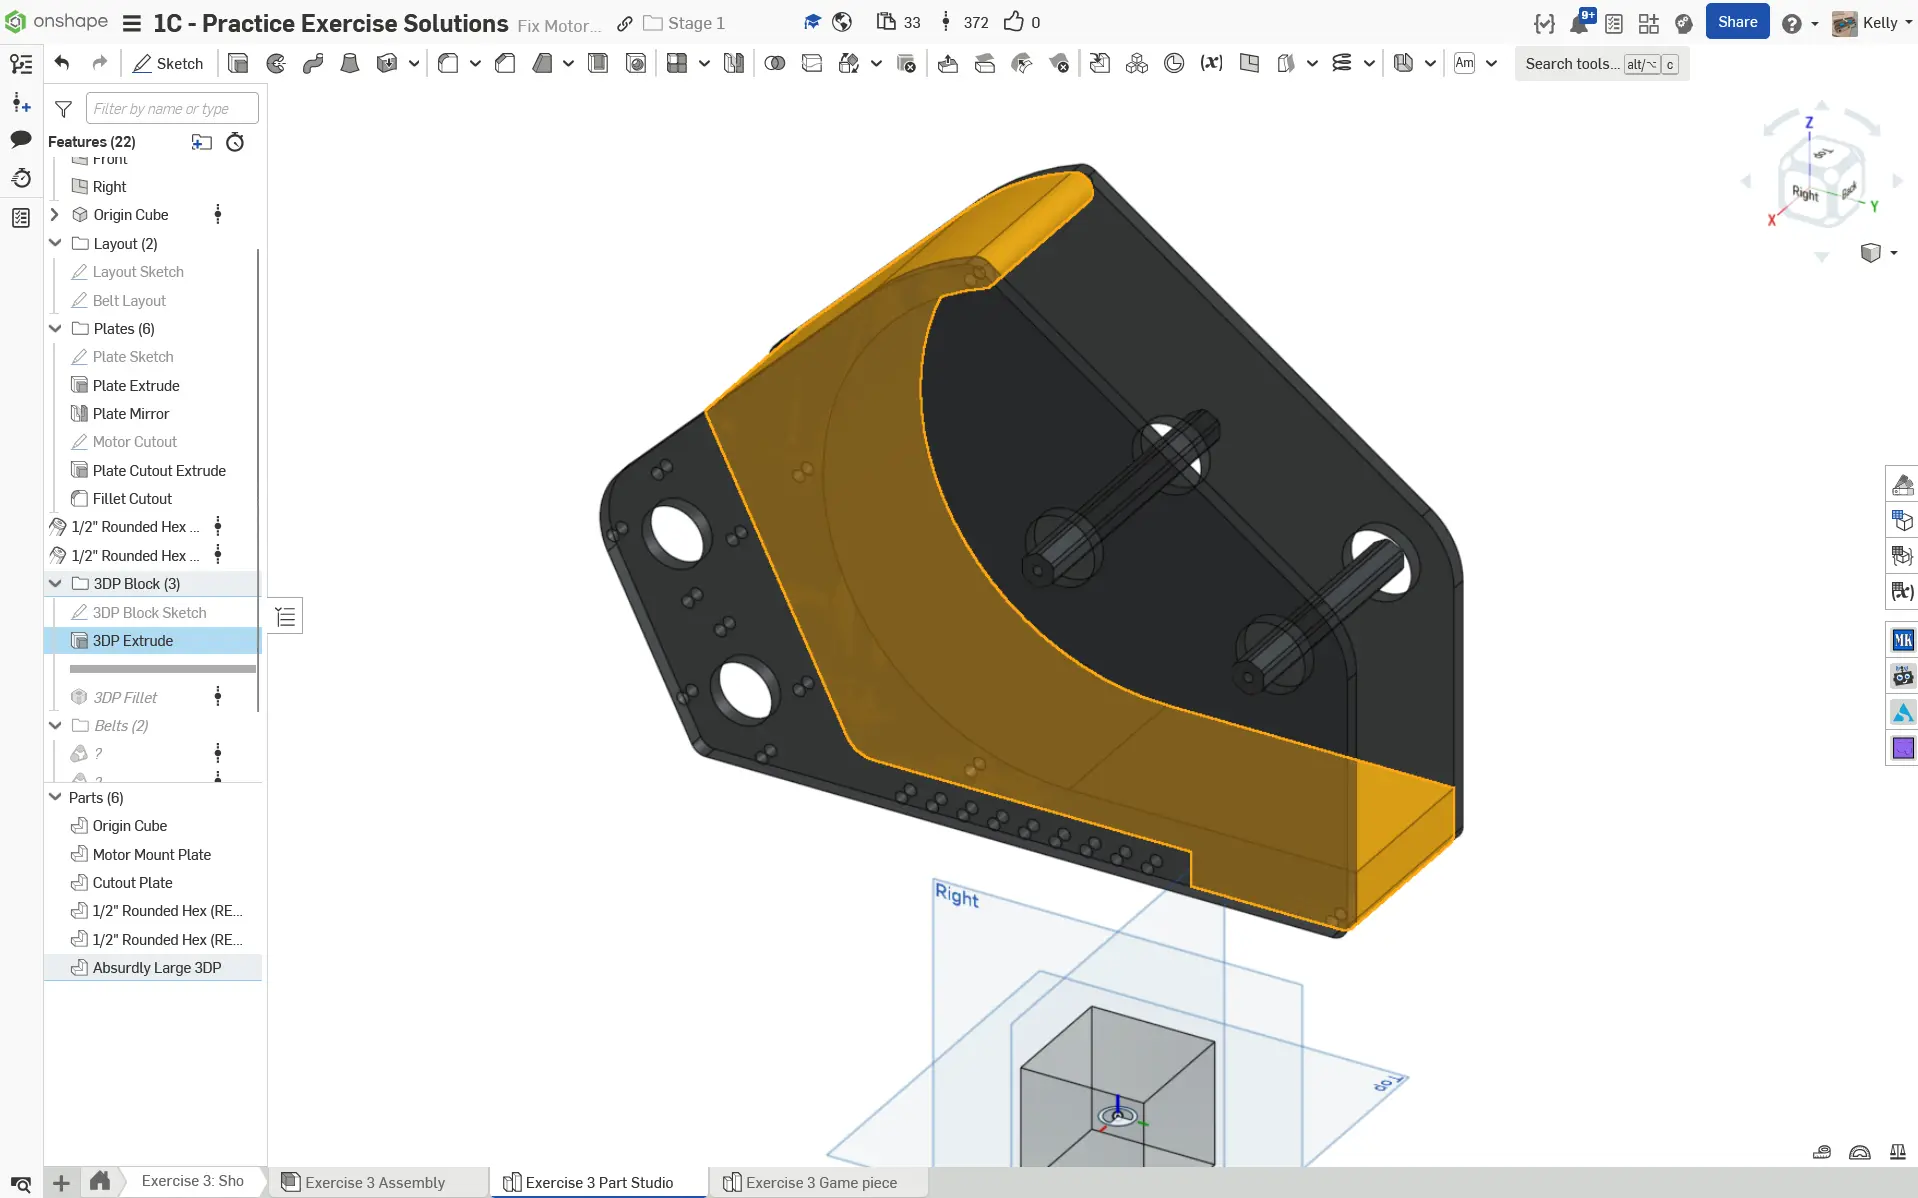 onshape
1C - Practice Exercise Solutions Fix Motor... Stage 1 33 372 0 9+ Share Kelly
Sketch Am Search tools... alt/⌥ c
Filter by name or type
Features (22)
Front
Right
Origin Cube
Layout (2)
Layout Sketch
Belt Layout
Plates (6)
Plate Sketch
Plate Extrude
Plate Mirror
Motor Cutout
Plate Cutout Extrude
Fillet Cutout
1/2" Rounded Hex ...
1/2" Rounded Hex ...
3DP Block (3)
3DP Block Sketch
3DP Extrude
3DP Fillet
Belts (2)
?
?
Parts (6)
Origin Cube
Motor Mount Plate
Cutout Plate
1/2" Rounded Hex (RE...
1/2" Rounded Hex (RE...
Absurdly Large 3DP
Z
Top
Right
Back
X
Y
(x)
(x)
MK
Right
Top
Exercise 3: Sho
Exercise 3 Assembly
Exercise 3 Part Studio
Exercise 3 Game piece